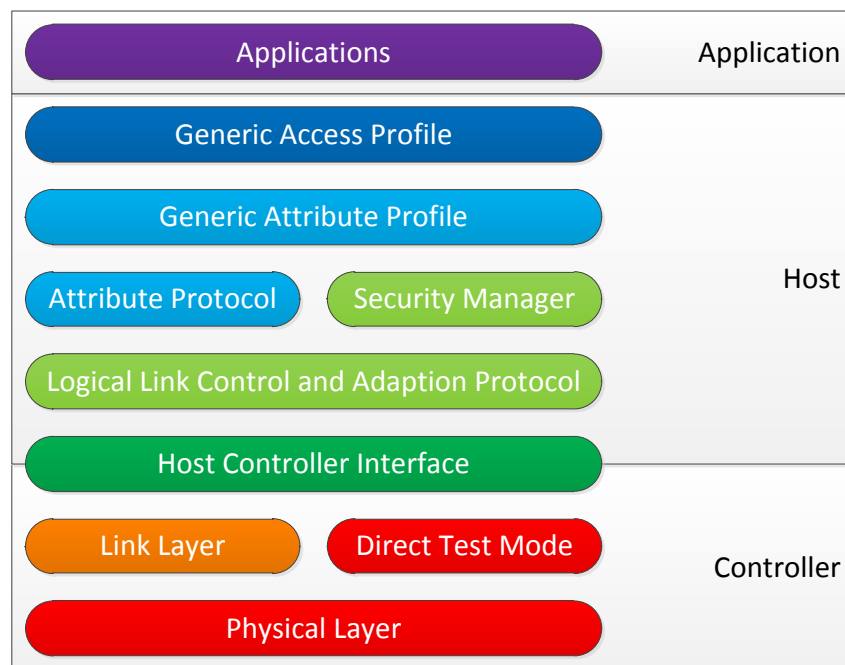 Applications
Application
Generic Access Profile
Generic Attribute Profile
Attribute Protocol
Security Manager
Host
Logical Link Control and Adaption Protocol
Host Controller Interface
Link Layer
Direct Test Mode
Controller
Physical Layer